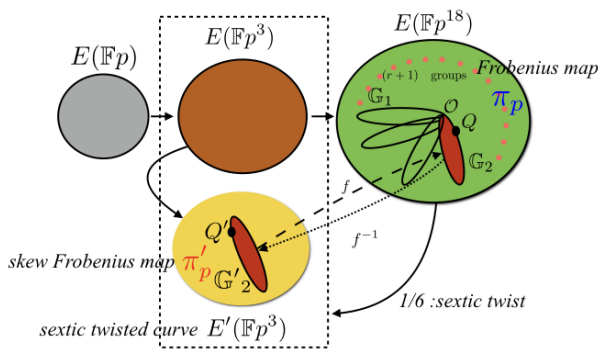 E(𝔽p)
E(𝔽p³)
E(𝔽p¹⁸)
(r+1) groups
Frobenius map
π_p
𝔾₁
𝒪
Q
𝔾₂
f
f⁻¹
Q′
skew Frobenius map π′_p
𝔾′₂
1/6 :sextic twist
sextic twisted curve E′(𝔽p³)